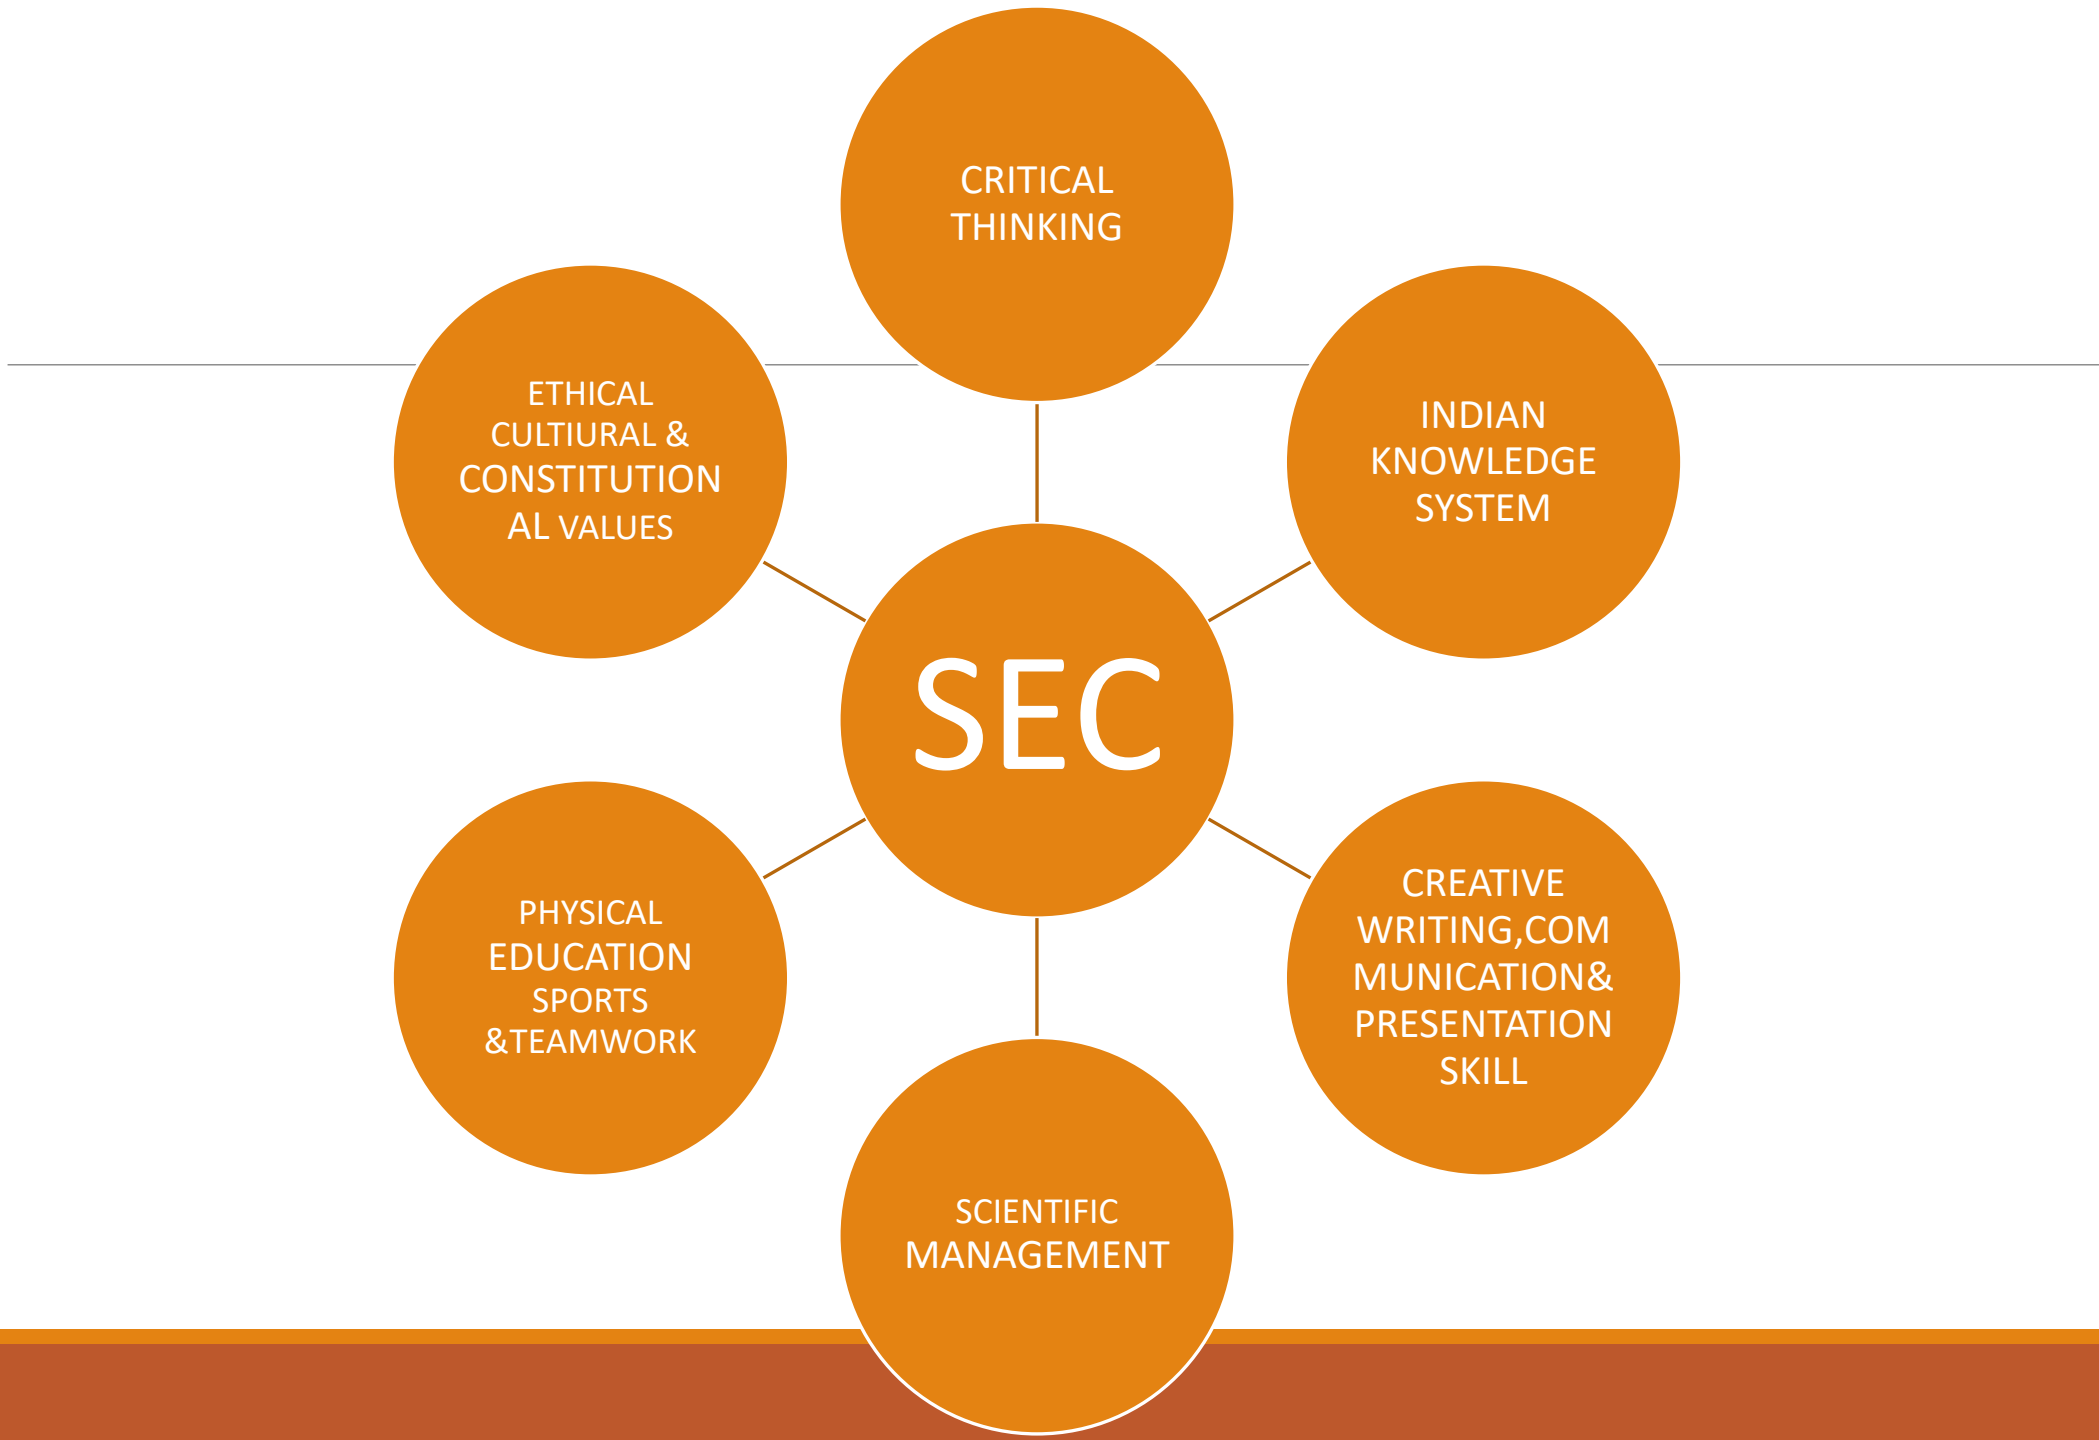 CRITICAL
THINKING
INDIAN
KNOWLEDGE
SYSTEM
CREATIVE
WRITING,COM
MUNICATION&
PRESENTATION
SKILL
SCIENTIFIC
MANAGEMENT
PHYSICAL
EDUCATION
SPORTS
&TEAMWORK
ETHICAL
CULTIURAL &
CONSTITUTION
AL VALUES
SEC